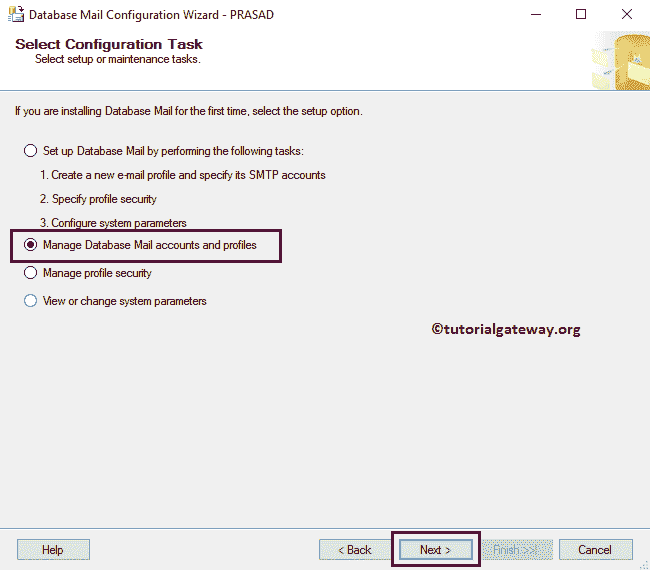 Database Mail Configuration Wizard - PRASAD
Select Configuration Task
Select setup or maintenance tasks.
If you are installing Database Mail for the first time, select the setup option.
Set up Database Mail by performing the following tasks:
1. Create a new e-mail profile and specify its SMTP accounts
2. Specify profile security
3. Configure system parameters
Manage Database Mail accounts and profiles
Manage profile security
View or change system parameters
©tutorialgateway.org
Help
< Back
Next >
Finish >>|
Cancel